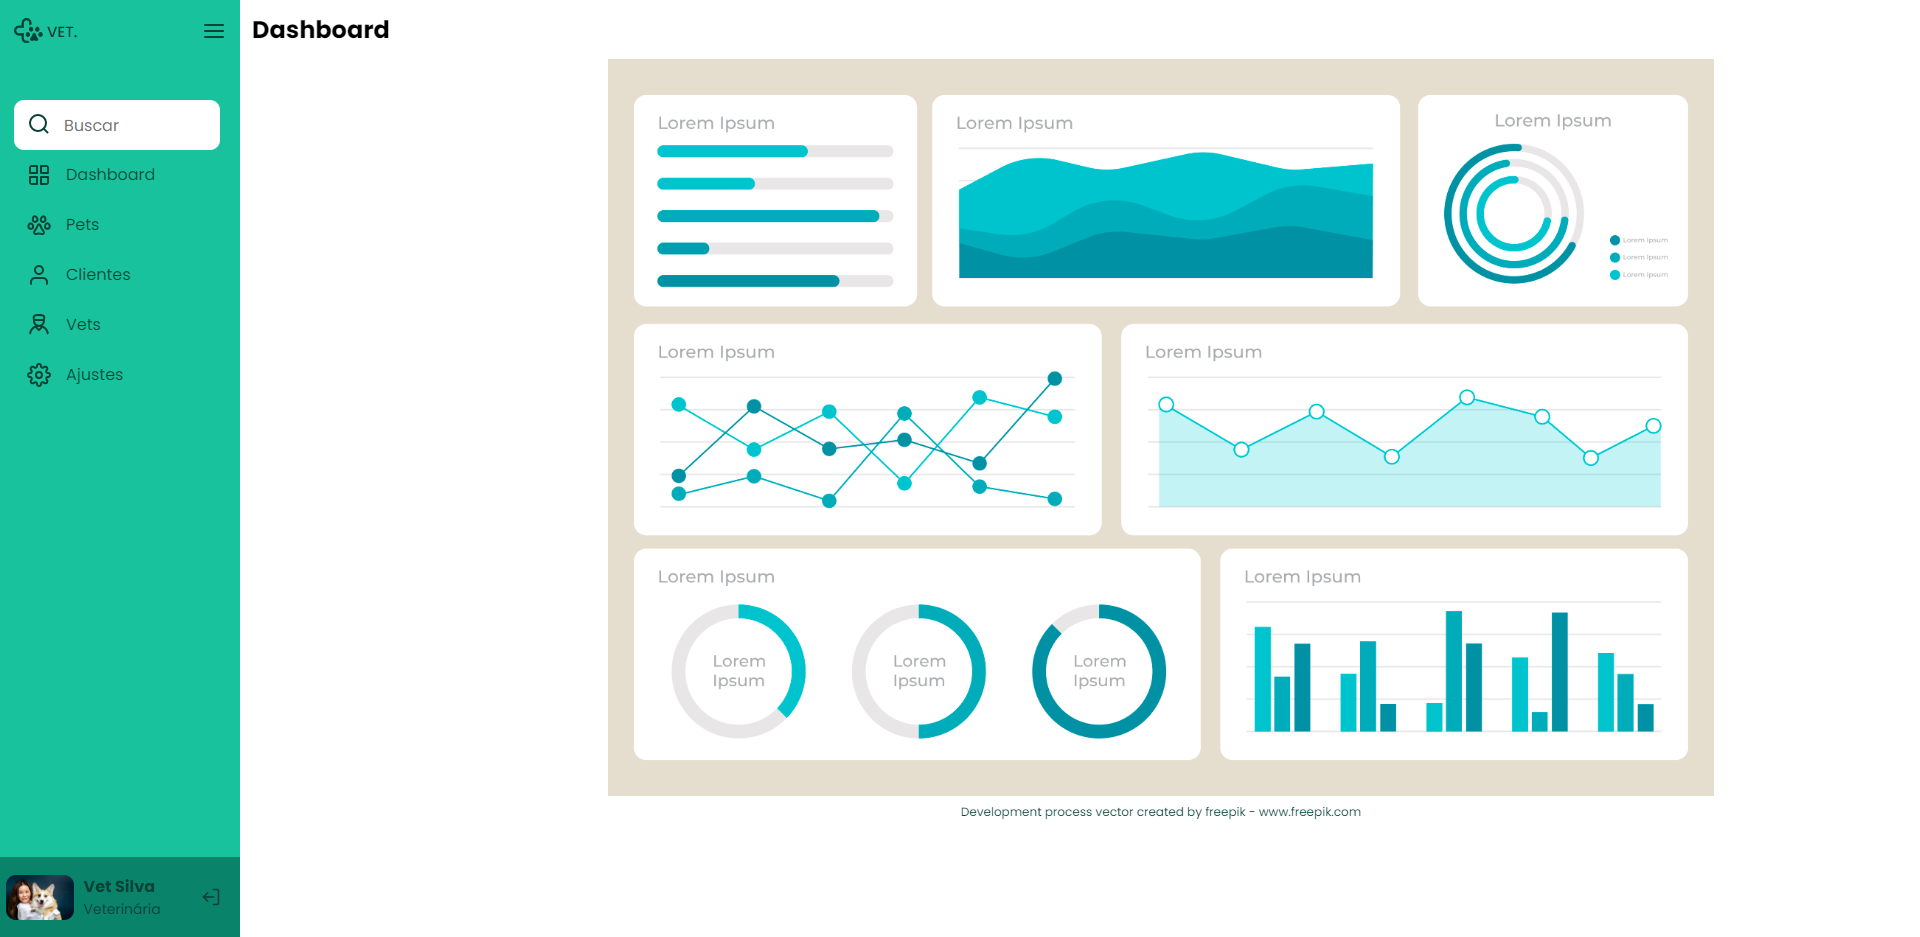 VET.
Buscar
Dashboard
Pets
Clientes
Vets
Ajustes
Vet Silva
Veterinária
Dashboard
Lorem Ipsum
Lorem Ipsum
Lorem Ipsum
Lorem Ipsum
Lorem Ipsum
Lorem Ipsum
Lorem Ipsum
Lorem Ipsum
Lorem Ipsum
Lorem
Ipsum
Lorem
Ipsum
Lorem
Ipsum
Lorem Ipsum
Development process vector created by freepik - www.freepik.com